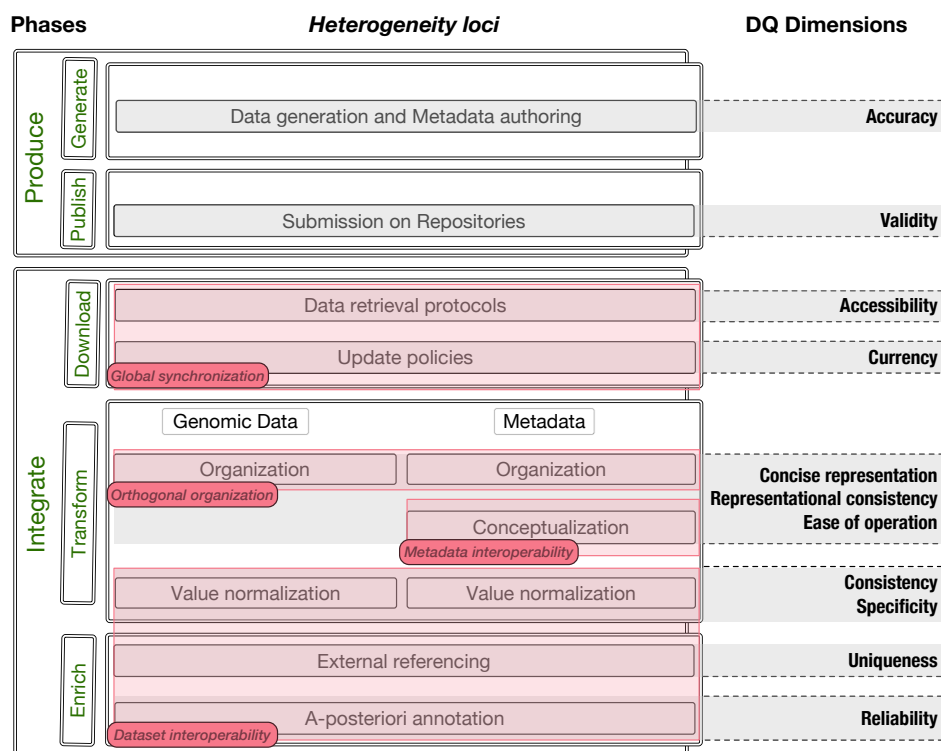 Phases
Heterogeneity loci
DQ Dimensions
Produce
Generate
Data generation and Metadata authoring
Accuracy
Publish
Submission on Repositories
Validity
Integrate
Download
Data retrieval protocols
Accessibility
Update policies
Currency
Global synchronization
Transform
Genomic Data
Metadata
Organization
Organization
Orthogonal organization
Conceptualization
Metadata interoperability
Concise representation
Representational consistency
Ease of operation
Value normalization
Value normalization
Consistency
Specificity
Enrich
External referencing
Uniqueness
A-posteriori annotation
Reliability
Dataset interoperability